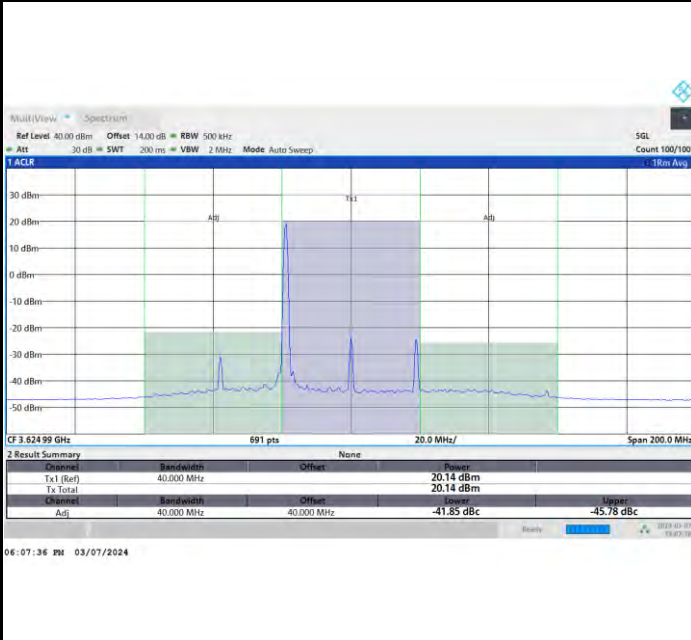 MultiView Spectrum
Ref Level 40.00 dBm Offset 14.00 dB RBW 500 kHz SGL
Att 30 dB SWT 200 ms VBW 2 MHz Mode Auto Sweep Count 100/100
1 ACLR 1Rm Avg
Tx1
Adj Adj
30 dBm
20 dBm
10 dBm
0 dBm
-10 dBm
-20 dBm
-30 dBm
-40 dBm
-50 dBm
CF 3.62499 GHz 691 pts 20.0 MHz/ Span 200.0 MHz
2 Result Summary None
Channel Bandwidth Offset Power
Tx1 (Ref) 40.000 MHz 20.14 dBm
Tx Total 20.14 dBm
Channel Bandwidth Offset Lower Upper
Adj 40.000 MHz 40.000 MHz -41.85 dBc -45.78 dBc
Ready
06:07:36 PM 03/07/2024